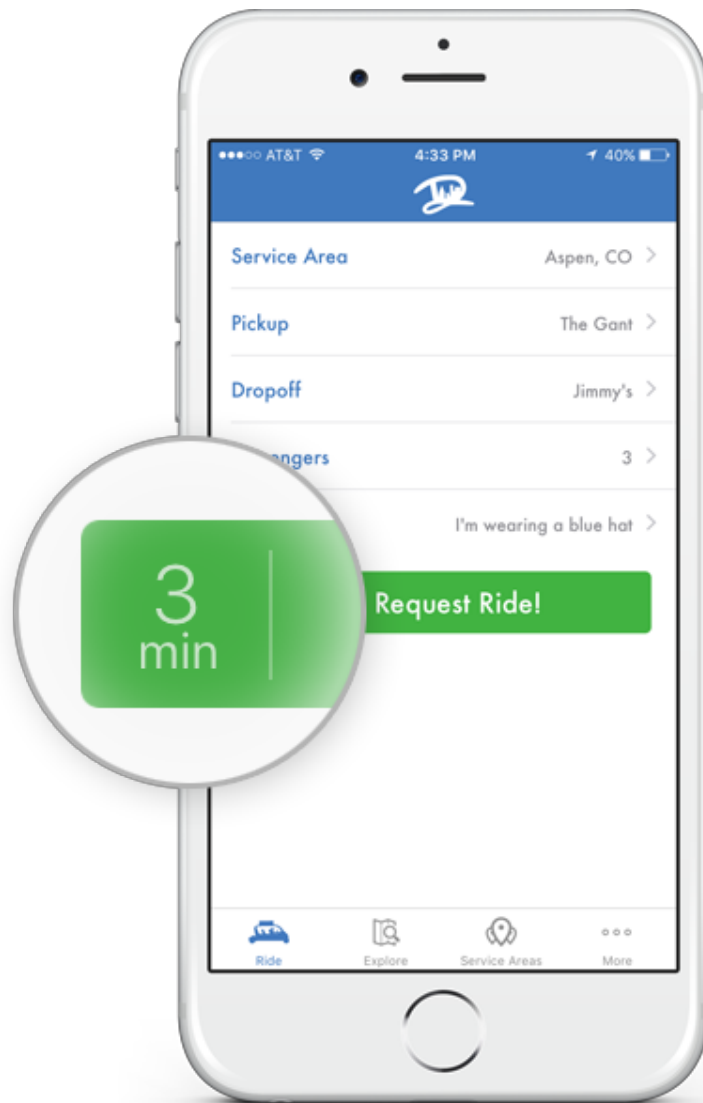 AT&T 4:33 PM 40%
Service Area Aspen, CO
Pickup The Gant
Dropoff Jimmy's
engers 3
I'm wearing a blue hat
3 min Request Ride!
Ride Explore Service Areas More